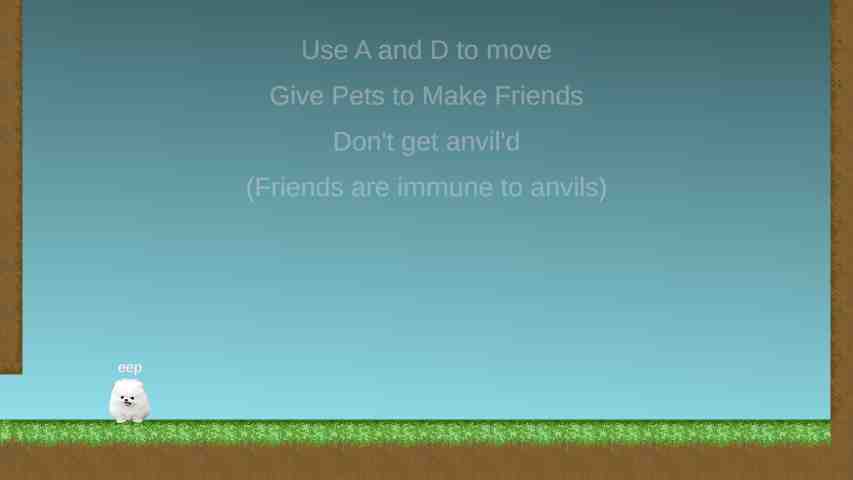 Use A and D to move
Give Pets to Make Friends
Don't get anvil'd
(Friends are immune to anvils)
eep